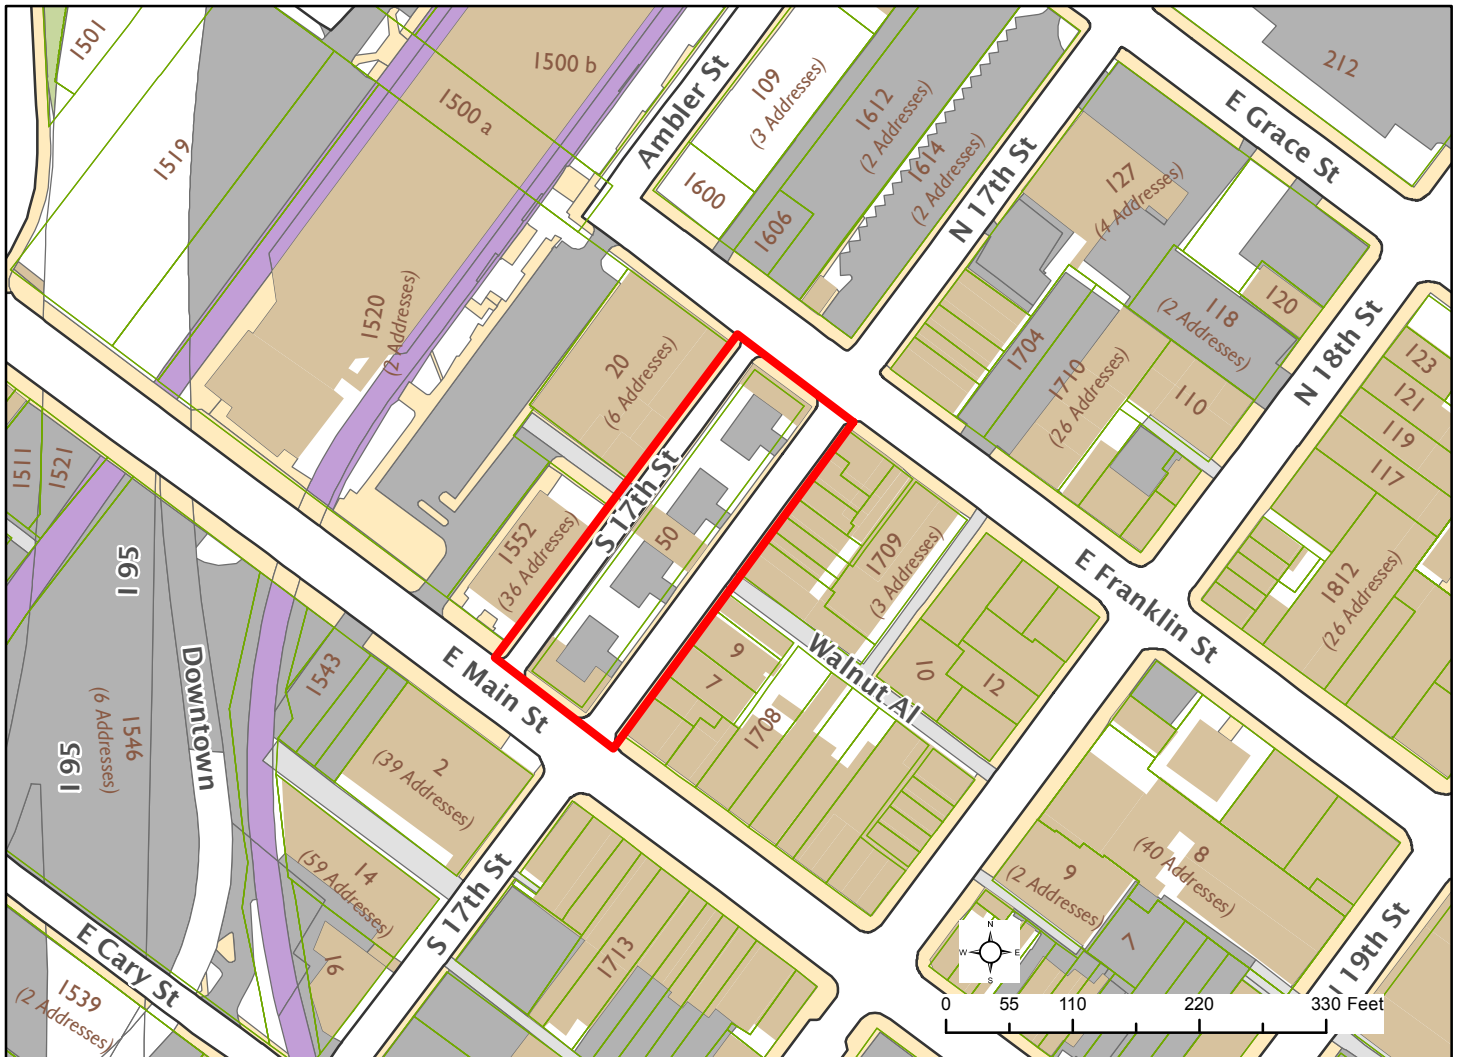 1501
1500 b
1500 a
1519
Ambler St
109
(3 Addresses)
1600
1606
1612
(2 Addresses)
1614
(2 Addresses)
N 17th St
212
E Grace St
127
(4 Addresses)
1520
(2 Addresses)
20
(6 Addresses)
1704
1710
(26 Addresses)
118
(2 Addresses)
120
110
N 18th St
123
121
119
117
1511
1521
1552
(36 Addresses)
S 17th St
50
1709
(3 Addresses)
E Franklin St
1812
(26 Addresses)
I 95
Downtown
1543
E Main St
9
7
Walnut Al
10
12
1708
1546
(6 Addresses)
I 95
2
(39 Addresses)
14
(59 Addresses)
16
S 17th St
E Cary St
1539
(2 Addresses)
1713
8
(40 Addresses)
9
(2 Addresses)
7
N 19th St
N
W
E
S
0 55 110 220 330 Feet